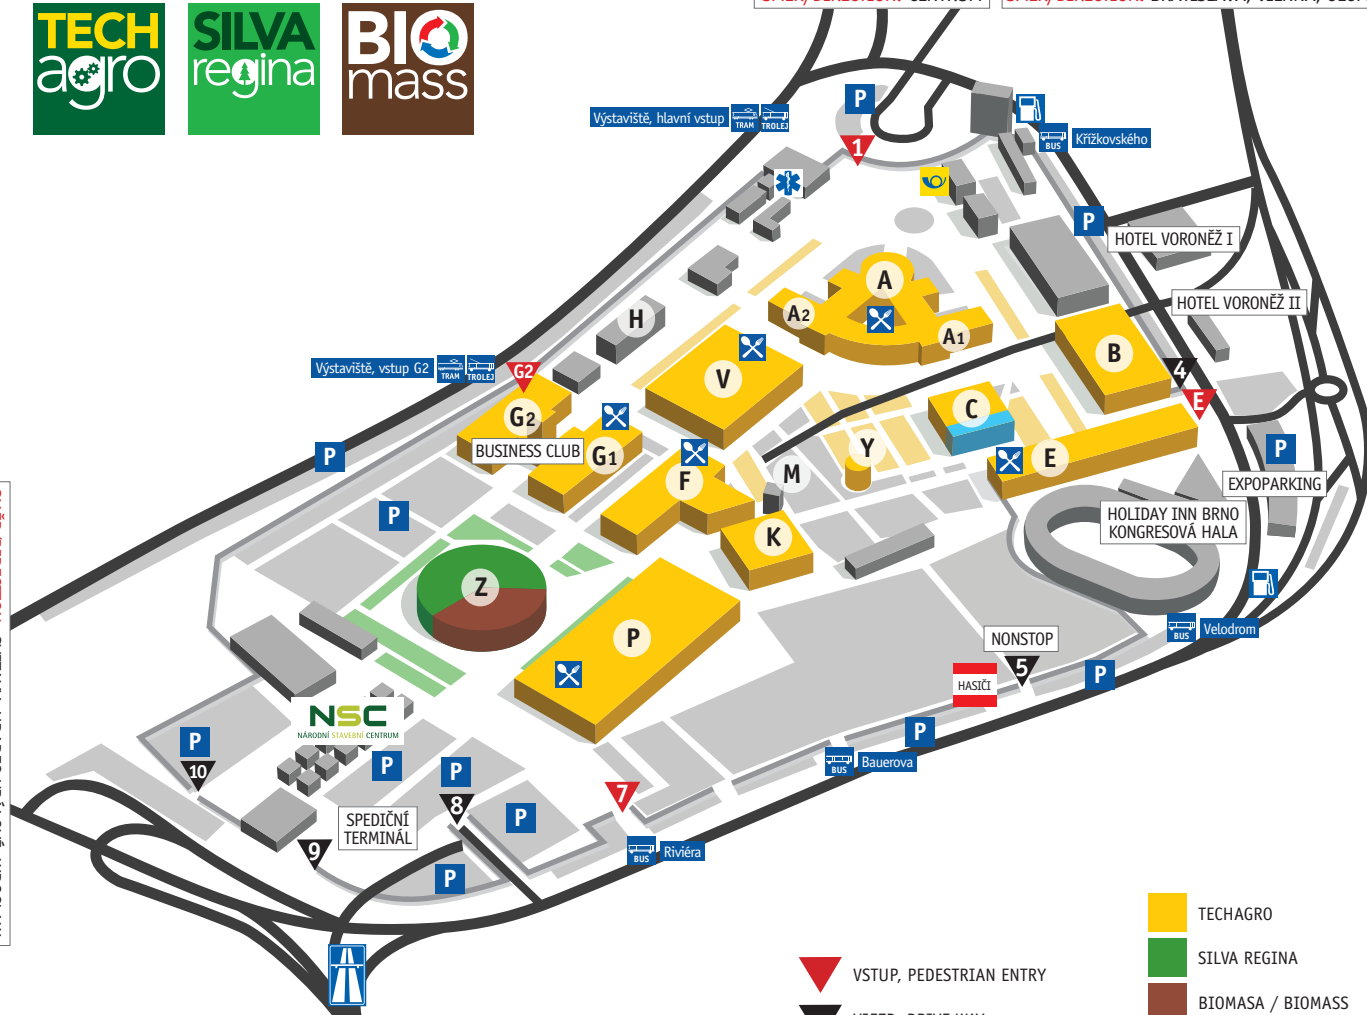 TECH
agro
SILVA
regina
BIO
mass
P
Výstaviště, hlavní vstup
TRAM
TROLEJ
1
BUS
Křížkovského
P
HOTEL VORONĚŽ I
HOTEL VORONĚŽ II
A
A2
A1
H
B
4
E
Výstaviště, vstup G2
TRAM
TROLEJ
G2
V
C
G2
BUSINESS CLUB
G1
Y
E
P
P
F
M
P
EXPOPARKING
HOLIDAY INN BRNO
KONGRESOVÁ HALA
K
Z
P
BUS
Velodrom
NONSTOP
5
HASIČI
P
NSC
NÁRODNÍ STAVEBNÍ CENTRUM
P
10
P
P
P
BUS
Bauerova
7
8
P
SPEDIČNÍ
TERMINÁL
9
BUS
Riviéra
P
TECHAGRO
SILVA REGINA
VSTUP, PEDESTRIAN ENTRY
BIOMASA / BIOMASS